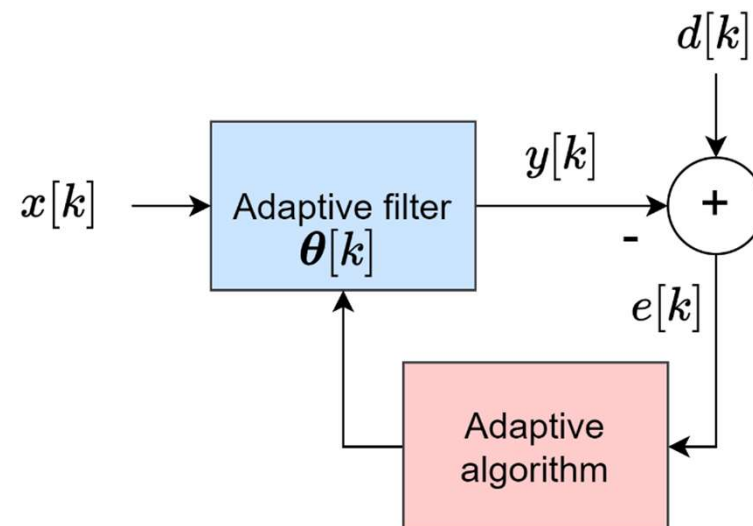 d[k]
y[k]
x[k]
Adaptive filter
θ[k]
+
-
e[k]
Adaptive
algorithm